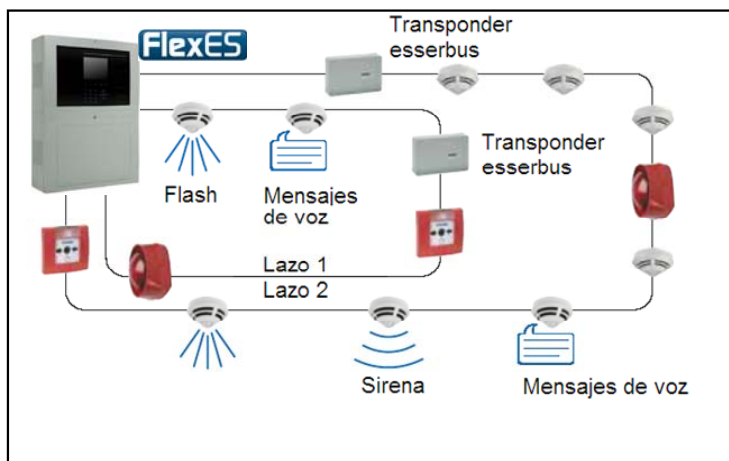 FlexES
Transponder
esserbus
Transponder
esserbus
Flash
Mensajes
de voz
Lazo 1
Lazo 2
Sirena
Mensajes de voz